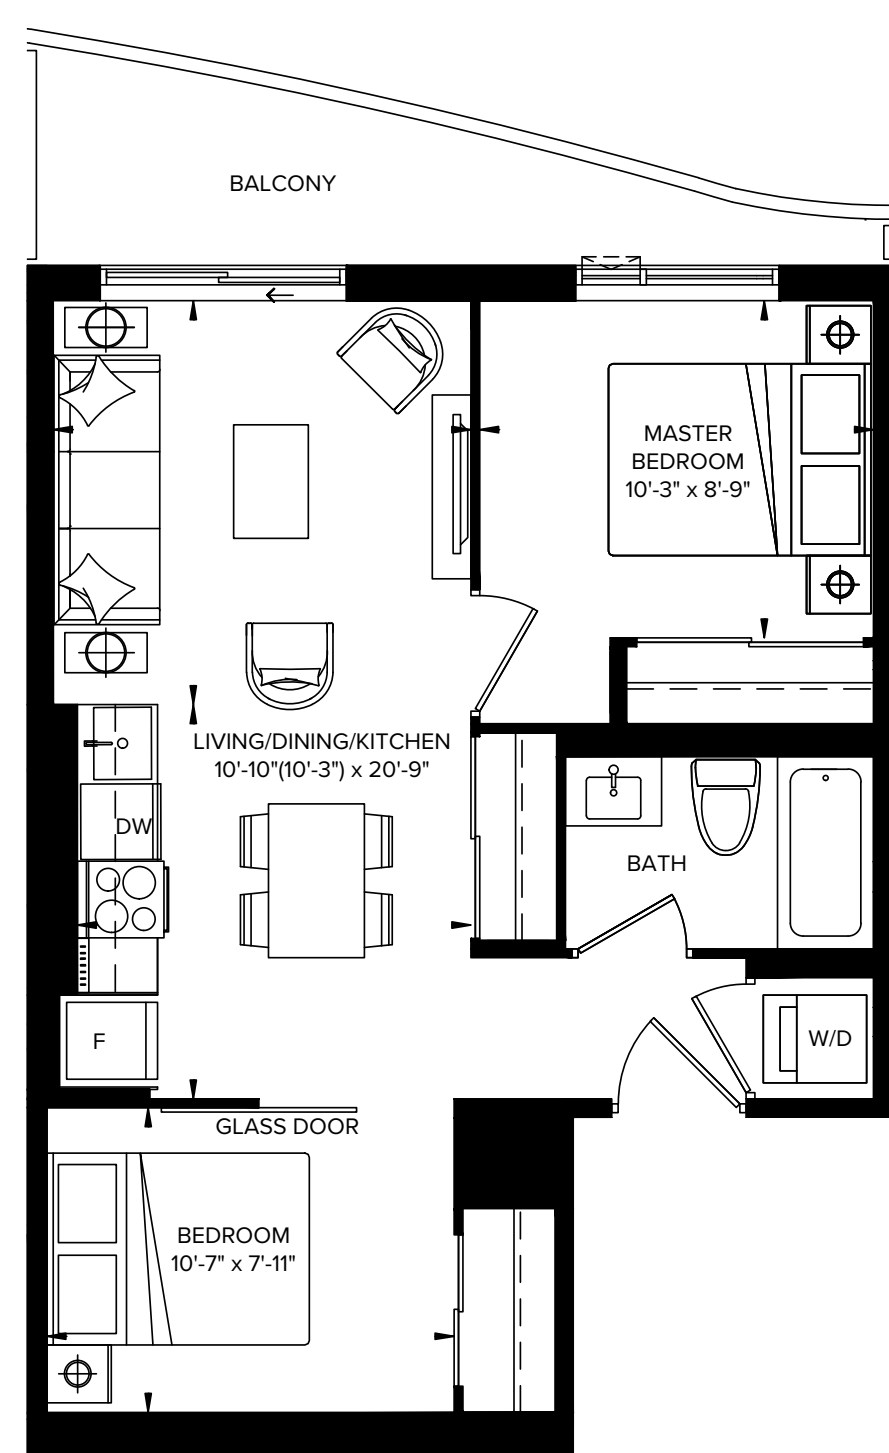 BALCONY
MASTER
BEDROOM
10'-3" x 8'-9"
LIVING/DINING/KITCHEN
10'-10"(10'-3") x 20'-9"
DW
BATH
F
W/D
GLASS DOOR
BEDROOM
10'-7" x 7'-11"